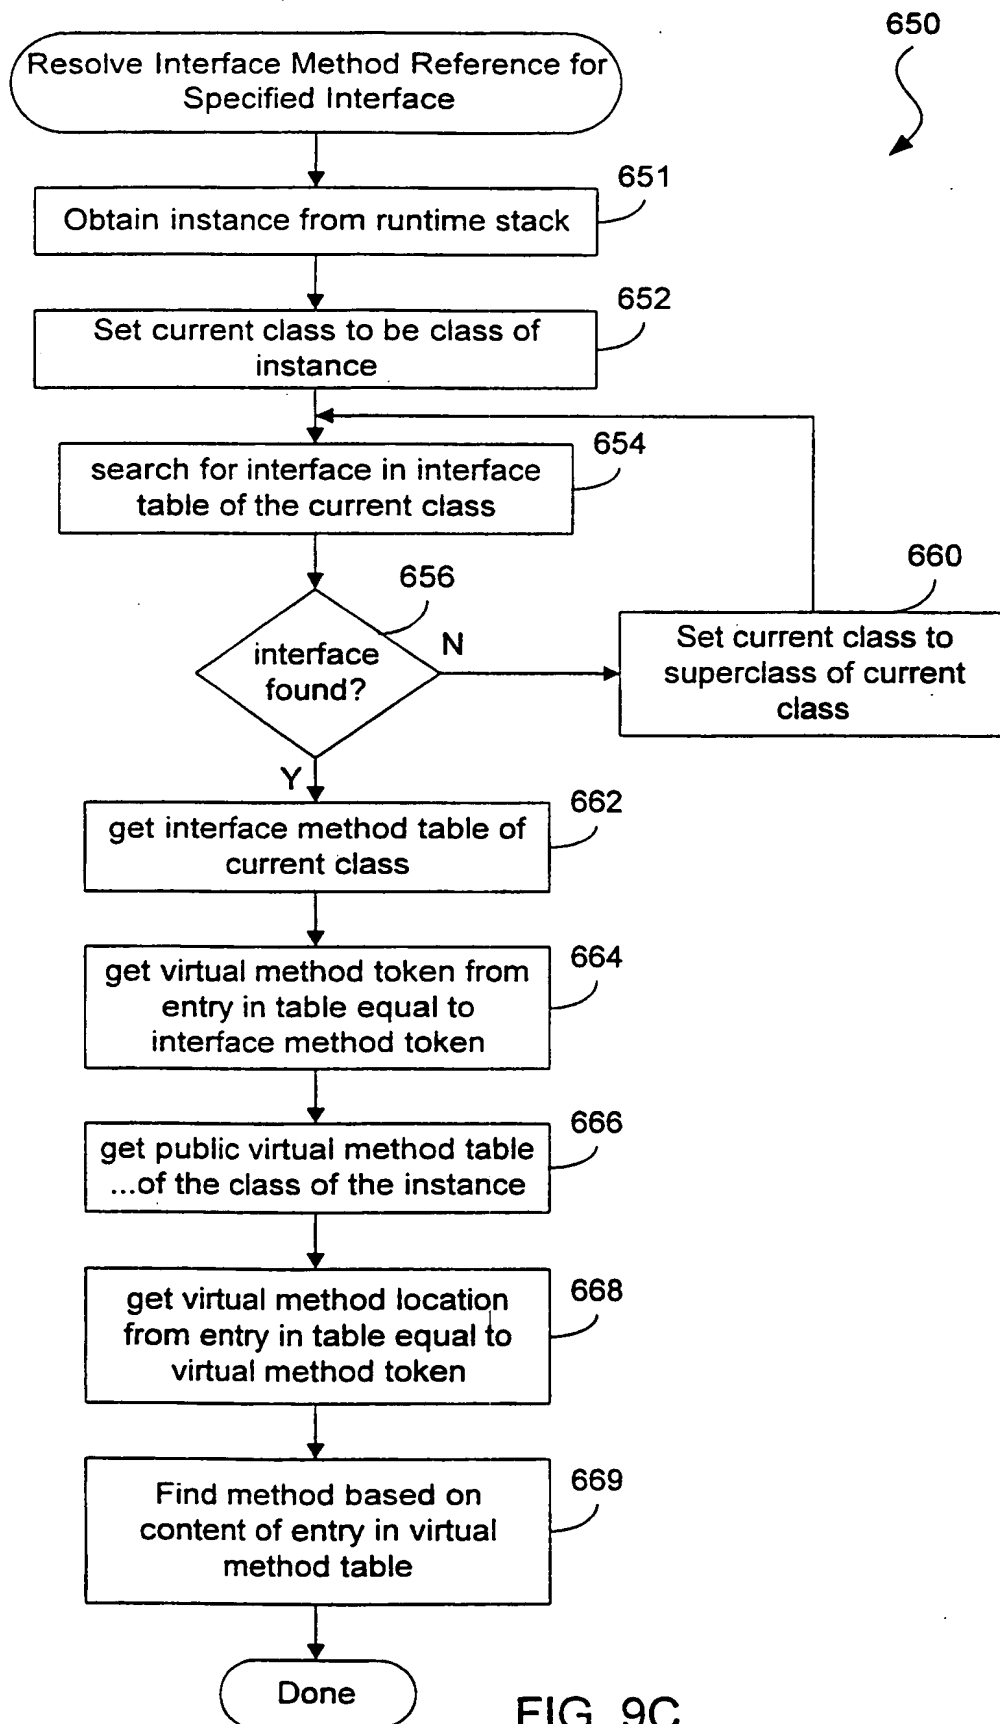 650
Resolve Interface Method Reference for
Specified Interface
651
Obtain instance from runtime stack
652
Set current class to be class of
instance
654
search for interface in interface
table of the current class
656
interface
found?
N
660
Set current class to
superclass of current
class
Y
662
get interface method table of
current class
664
get virtual method token from
entry in table equal to
interface method token
666
get public virtual method table
...of the class of the instance
668
get virtual method location
from entry in table equal to
virtual method token
669
Find method based on
content of entry in virtual
method table
Done
FIG. 9C